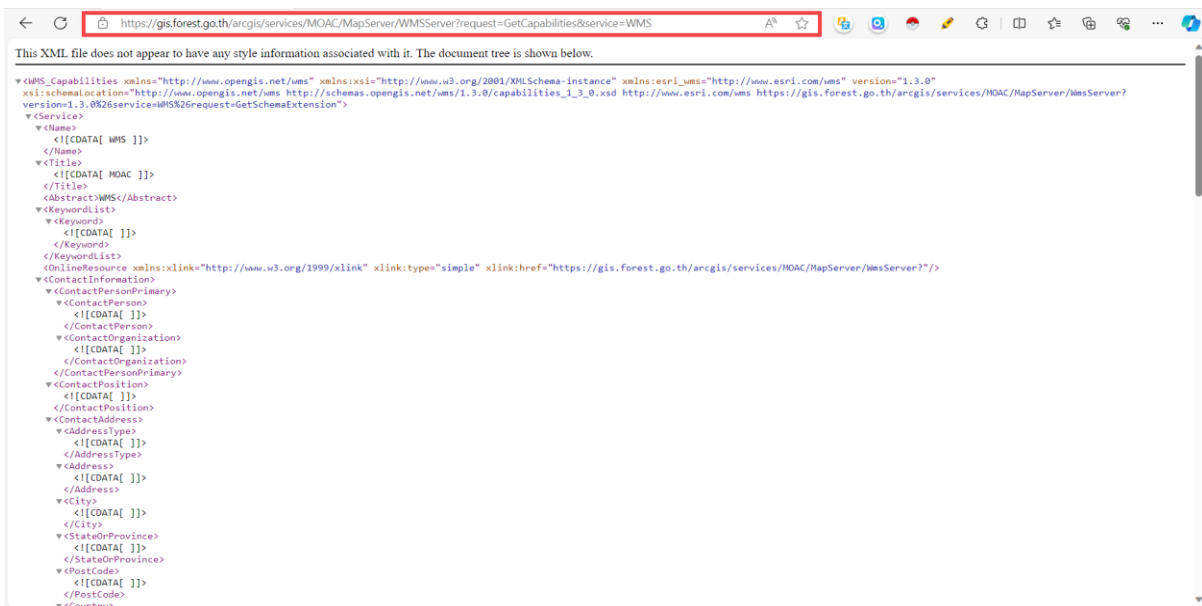 https://gis.forest.go.th/arcgis/services/MOAC/MapServer/WMSServer?request=GetCapabilities&service=WMS
This XML file does not appear to have any style information associated with it. The document tree is shown below.
▼<WMS_Capabilities xmlns="http://www.opengis.net/wms" xmlns:xsi="http://www.w3.org/2001/XMLSchema-instance" xmlns:esri_wms="http://www.esri.com/wms" version="1.3.0"
xsi:schemaLocation="http://www.opengis.net/wms http://schemas.opengis.net/wms/1.3.0/capabilities_1_3_0.xsd http://www.esri.com/wms https://gis.forest.go.th/arcgis/services/MOAC/MapServer/WmsServer?
version=1.3.0%26service=WMS%26request=GetSchemaExtension">
▼<Service>
▼<Name>
<![CDATA[ WMS ]]>
</Name>
▼<Title>
<![CDATA[ MOAC ]]>
</Title>
<Abstract>WMS</Abstract>
▼<KeywordList>
▼<Keyword>
<![CDATA[ ]]>
</Keyword>
</KeywordList>
<OnlineResource xmlns:xlink="http://www.w3.org/1999/xlink" xlink:type="simple" xlink:href="https://gis.forest.go.th/arcgis/services/MOAC/MapServer/WmsServer?"/>
▼<ContactInformation>
▼<ContactPersonPrimary>
▼<ContactPerson>
<![CDATA[ ]]>
</ContactPerson>
▼<ContactOrganization>
<![CDATA[ ]]>
</ContactOrganization>
</ContactPersonPrimary>
▼<ContactPosition>
<![CDATA[ ]]>
</ContactPosition>
▼<ContactAddress>
▼<AddressType>
<![CDATA[ ]]>
</AddressType>
▼<Address>
<![CDATA[ ]]>
</Address>
▼<City>
<![CDATA[ ]]>
</City>
▼<StateOrProvince>
<![CDATA[ ]]>
</StateOrProvince>
▼<PostCode>
<![CDATA[ ]]>
</PostCode>
▼<Country>